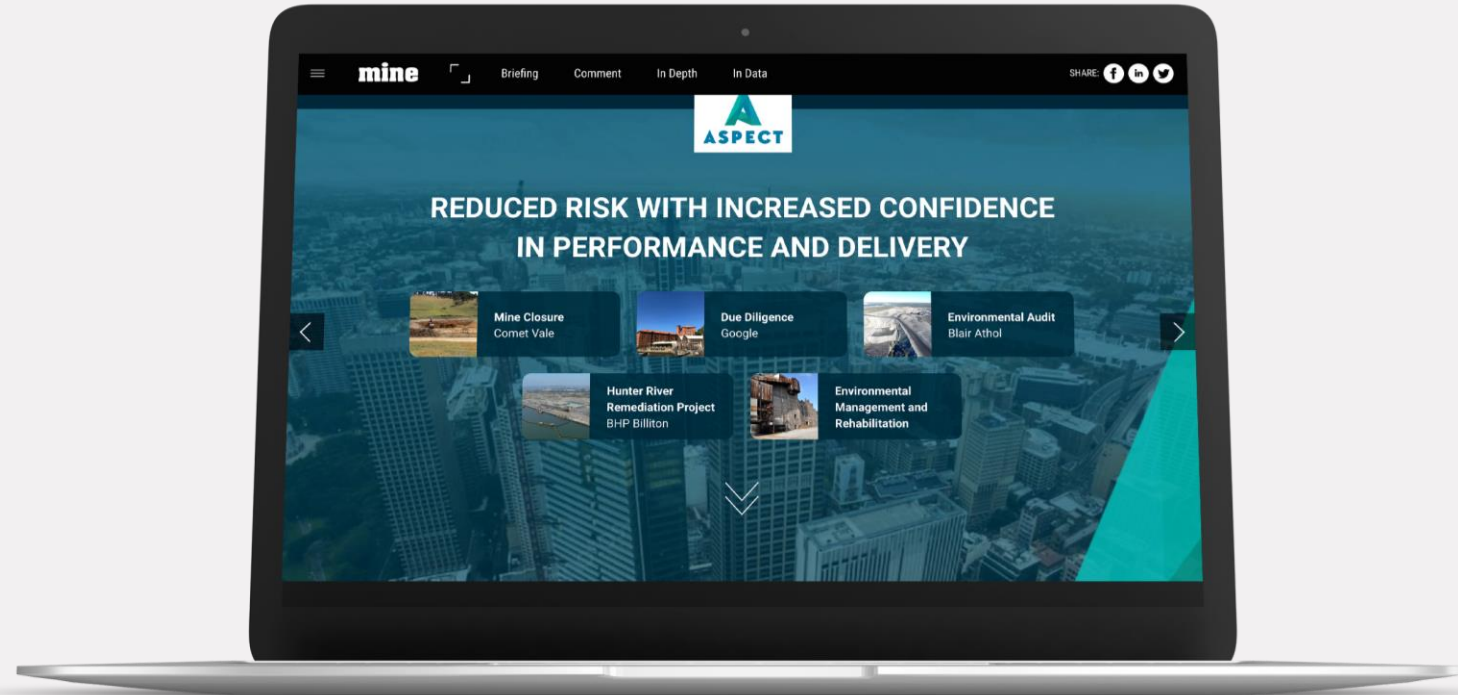 mine
Briefing
Comment
In Depth
In Data
SHARE:
ASPECT
REDUCED RISK WITH INCREASED CONFIDENCE
IN PERFORMANCE AND DELIVERY
Mine Closure
Comet Vale
Due Diligence
Google
Environmental Audit
Blair Athol
Hunter River
Remediation Project
BHP Billiton
Environmental
Management and
Rehabilitation